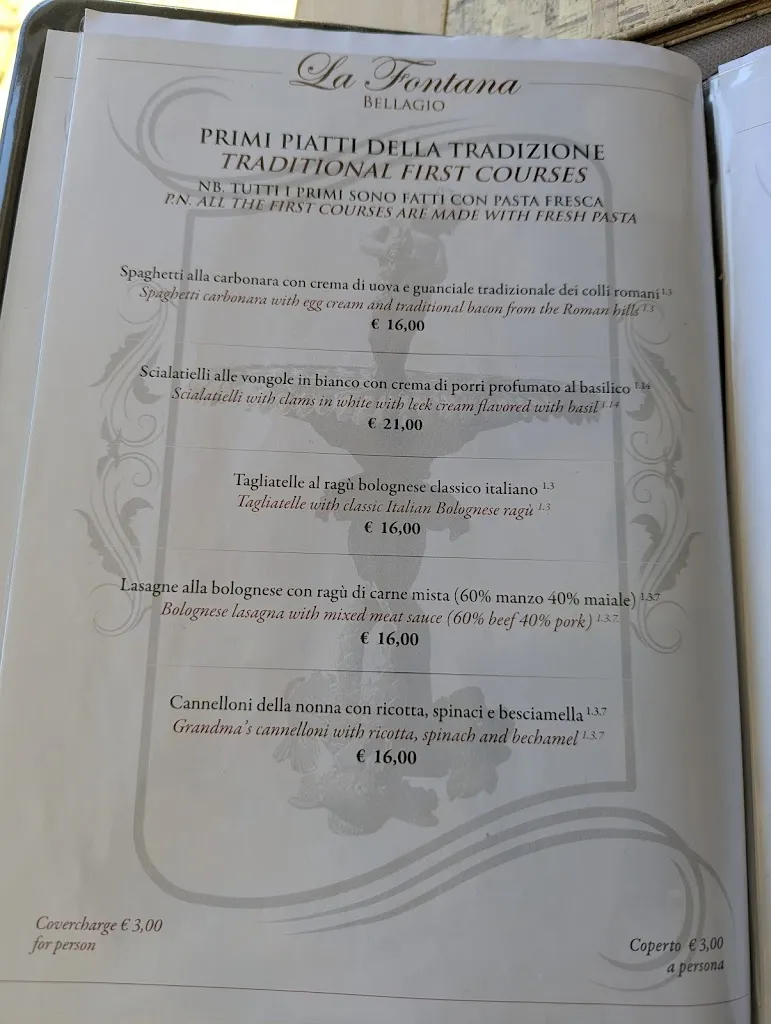 La Fontana
BELLAGIO
PRIMI PIATTI DELLA TRADIZIONE
TRADITIONAL FIRST COURSES
NB. TUTTI I PRIMI SONO FATTI CON PASTA FRESCA
P.N. ALL THE FIRST COURSES ARE MADE WITH FRESH PASTA
Spaghetti alla carbonara con crema di uova e guanciale tradizionale dei colli romani 1.3
Spaghetti carbonara with egg cream and traditional bacon from the Roman hills 1.3
€ 16,00
Scialatielli alle vongole in bianco con crema di porri profumato al basilico 1.14
Scialatielli with clams in white with leek cream flavored with basil 1.14
€ 21,00
Tagliatelle al ragù bolognese classico italiano 1.3
Tagliatelle with classic Italian Bolognese ragù 1.3
€ 16,00
Lasagne alla bolognese con ragù di carne mista (60% manzo 40% maiale) 1.3.7
Bolognese lasagna with mixed meat sauce (60% beef 40% pork) 1.3.7
€ 16,00
Cannelloni della nonna con ricotta, spinaci e besciamella 1.3.7
Grandma's cannelloni with ricotta, spinach and bechamel 1.3.7
€ 16,00
Covercharge € 3,00
for person
Coperto € 3,00
a persona